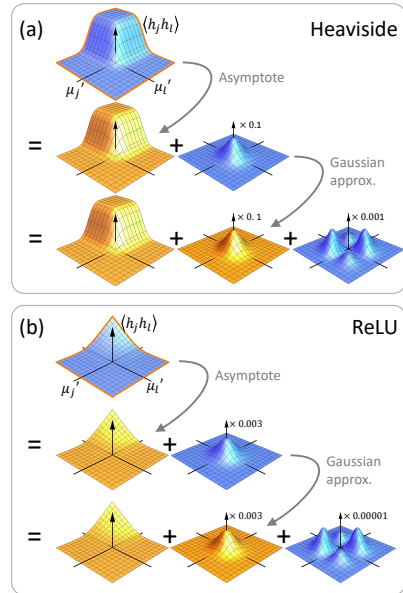 (a) Heaviside
⟨hⱼhₗ⟩
μⱼ′ μₗ′
Asymptote
= + × 0.1
Gaussian
approx.
= + × 0.1 + × 0.001
(b) ReLU
⟨hⱼhₗ⟩
μⱼ′ μₗ′
Asymptote
= + × 0.003
Gaussian
approx.
= + × 0.003 + × 0.00001